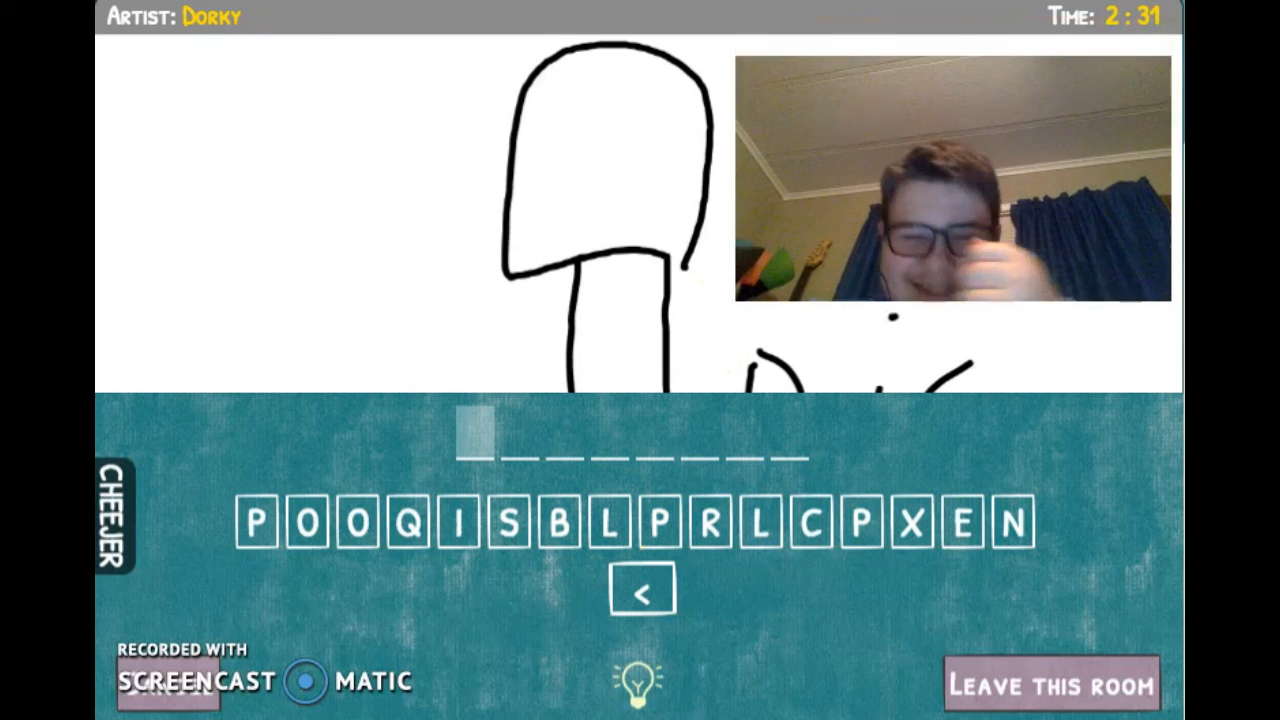 ARTIST: DORKY TIME: 2 : 31
CHEEJER
P O O Q I S B L P R L C P X E N
<
RECORDED WITH
SCREENCAST MATIC
LEAVE THIS ROOM